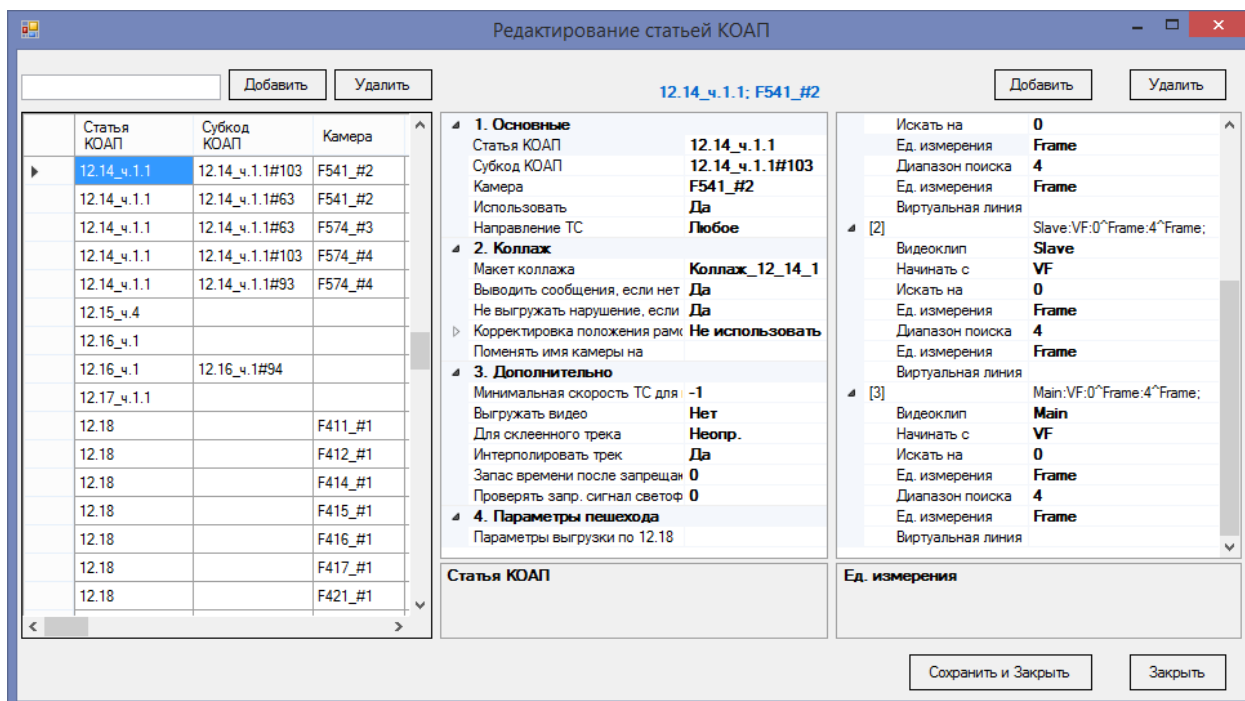 Редактирование статьей КОАП
Добавить Удалить 12.14_ч.1.1; F541_#2 Добавить Удалить
Статья КОАП Субкод КОАП Камера
12.14_ч.1.1 12.14_ч.1.1#103 F541_#2
12.14_ч.1.1 12.14_ч.1.1#63 F541_#2
12.14_ч.1.1 12.14_ч.1.1#63 F574_#3
12.14_ч.1.1 12.14_ч.1.1#103 F574_#4
12.14_ч.1.1 12.14_ч.1.1#93 F574_#4
12.15_ч.4
12.16_ч.1
12.16_ч.1 12.16_ч.1#94
12.17_ч.1.1
12.18 F411_#1
12.18 F412_#1
12.18 F414_#1
12.18 F415_#1
12.18 F416_#1
12.18 F417_#1
12.18 F421_#1
1. Основные
Статья КОАП 12.14_ч.1.1
Субкод КОАП 12.14_ч.1.1#103
Камера F541_#2
Использовать Да
Направление ТС Любое
2. Коллаж
Макет коллажа Коллаж_12_14_1
Выводить сообщения, если нет Да
Не выгружать нарушение, если Да
Корректировка положения рамо Не использовать
Поменять имя камеры на
3. Дополнительно
Минимальная скорость ТС для -1
Выгружать видео Нет
Для склеенного трека Неопр.
Интерполировать трек Да
Запас времени после запрещаю 0
Проверять запр. сигнал светоф 0
4. Параметры пешехода
Параметры выгрузки по 12.18
Статья КОАП
Искать на 0
Ед. измерения Frame
Диапазон поиска 4
Ед. измерения Frame
Виртуальная линия
[2] Slave:VF:0^Frame:4^Frame;
Видеоклип Slave
Начинать с VF
Искать на 0
Ед. измерения Frame
Диапазон поиска 4
Ед. измерения Frame
Виртуальная линия
[3] Main:VF:0^Frame:4^Frame;
Видеоклип Main
Начинать с VF
Искать на 0
Ед. измерения Frame
Диапазон поиска 4
Ед. измерения Frame
Виртуальная линия
Ед. измерения
Сохранить и Закрыть Закрыть